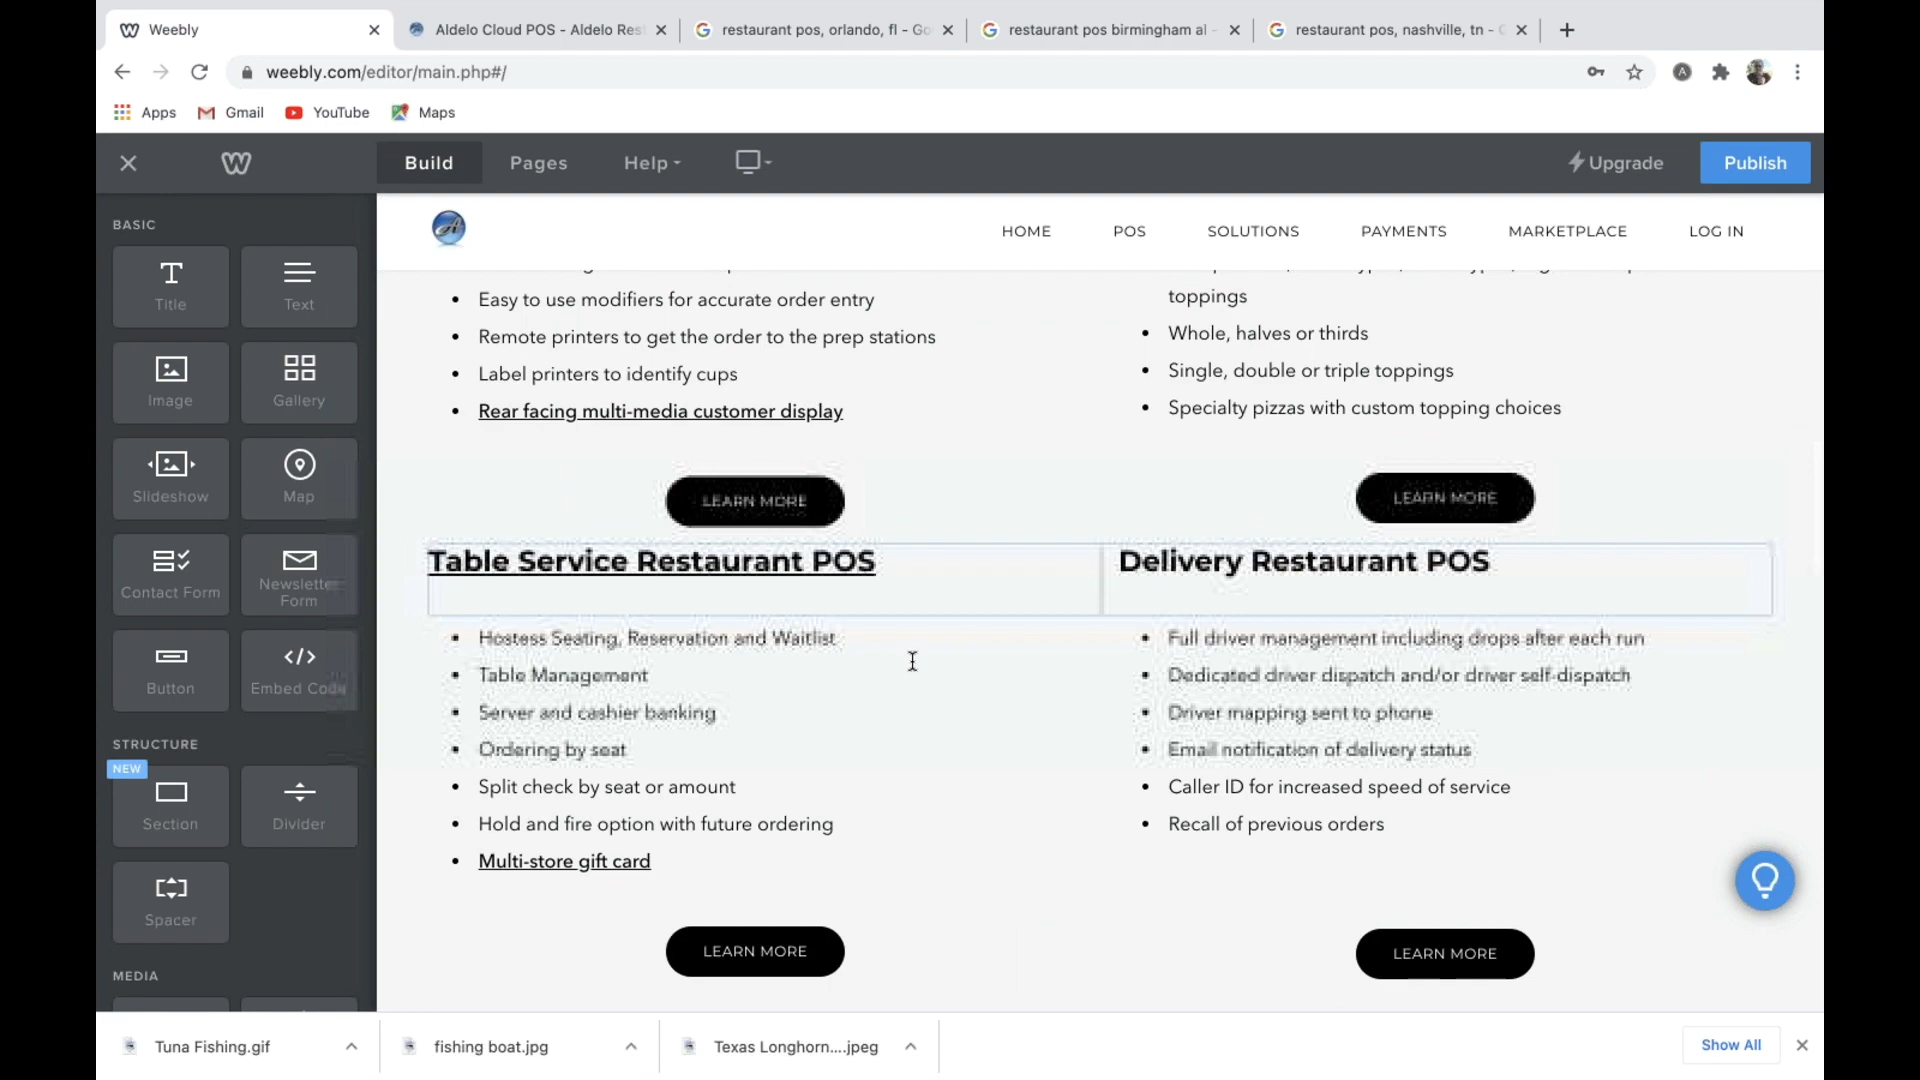 Weebly
Aldelo Cloud POS - Aldelo Rest
restaurant pos, orlando, fl - Go
restaurant pos birmingham al -
restaurant pos, nashville, tn - G
weebly.com/editor/main.php#/
A
Apps
Gmail
YouTube
Maps
Build
Pages
Help
Upgrade
Publish
BASIC
Title
Text
Image
Gallery
Slideshow
Map
Contact Form
Newsletter
Form
Button
Embed Code
STRUCTURE
NEW
Section
Divider
Spacer
MEDIA
HOME
POS
SOLUTIONS
PAYMENTS
MARKETPLACE
LOG IN
• Easy to use modifiers for accurate order entry
• Remote printers to get the order to the prep stations
• Label printers to identify cups
• Rear facing multi-media customer display
toppings
• Whole, halves or thirds
• Single, double or triple toppings
• Specialty pizzas with custom topping choices
LEARN MORE
LEARN MORE
Table Service Restaurant POS
• Hostess Seating, Reservation and Waitlist
• Table Management
• Server and cashier banking
• Ordering by seat
• Split check by seat or amount
• Hold and fire option with future ordering
• Multi-store gift card
LEARN MORE
Delivery Restaurant POS
• Full driver management including drops after each run
• Dedicated driver dispatch and/or driver self-dispatch
• Driver mapping sent to phone
• Email notification of delivery status
• Caller ID for increased speed of service
• Recall of previous orders
LEARN MORE
Tuna Fishing.gif
fishing boat.jpg
Texas Longhorn....jpeg
Show All